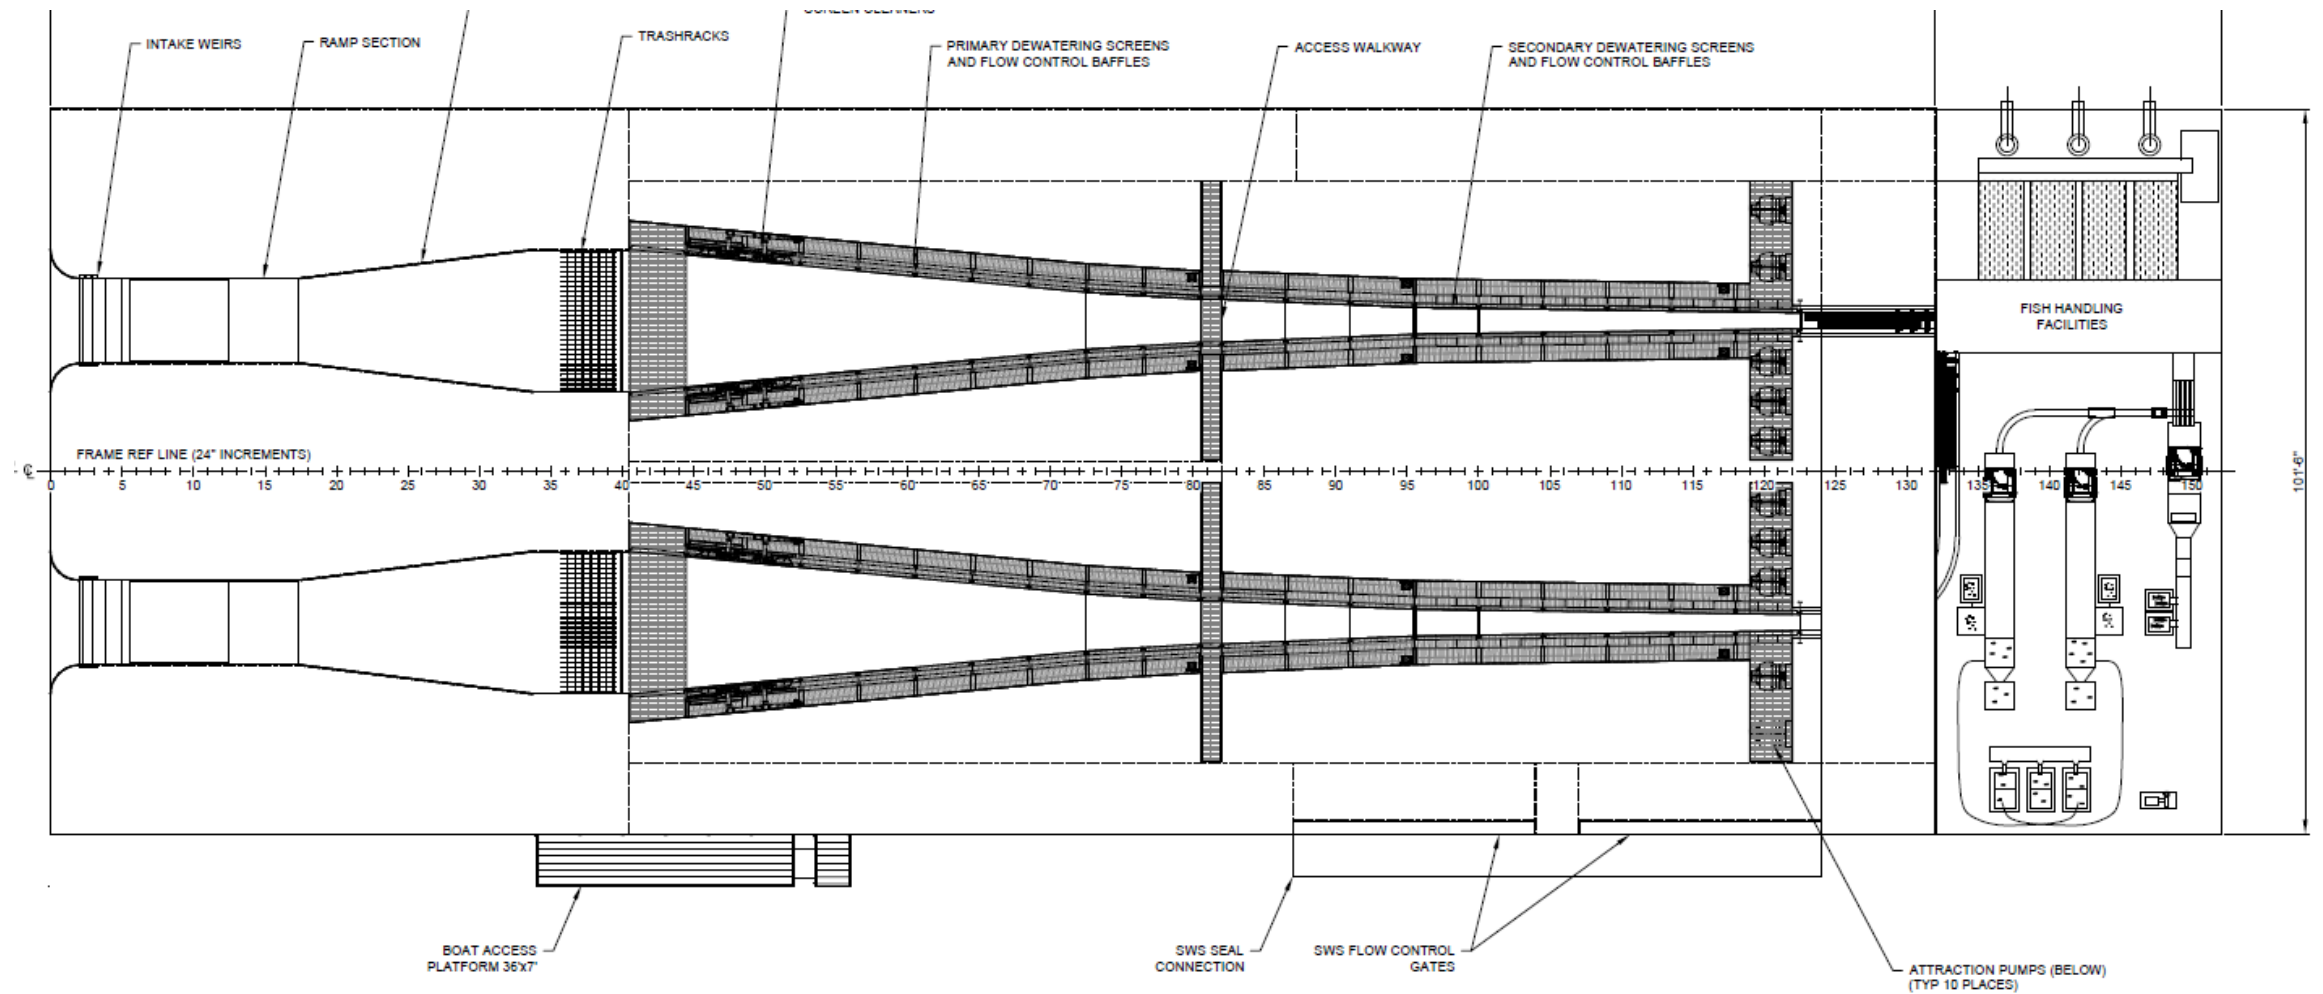 SCREEN CLEANERS
INTAKE WEIRS
RAMP SECTION
TRASHRACKS
PRIMARY DEWATERING SCREENS
AND FLOW CONTROL BAFFLES
ACCESS WALKWAY
SECONDARY DEWATERING SCREENS
AND FLOW CONTROL BAFFLES
FISH HANDLING
FACILITIES
FRAME REF LINE (24" INCREMENTS)
0 5 10 15 20 25 30 35 40 45 50 55 60 65 70 75 80 85 90 95 100 105 110 115 120 125 130 135 140 145 150
101'-6"
BOAT ACCESS
PLATFORM 36'x7'
SWS SEAL
CONNECTION
SWS FLOW CONTROL
GATES
ATTRACTION PUMPS (BELOW)
(TYP 10 PLACES)